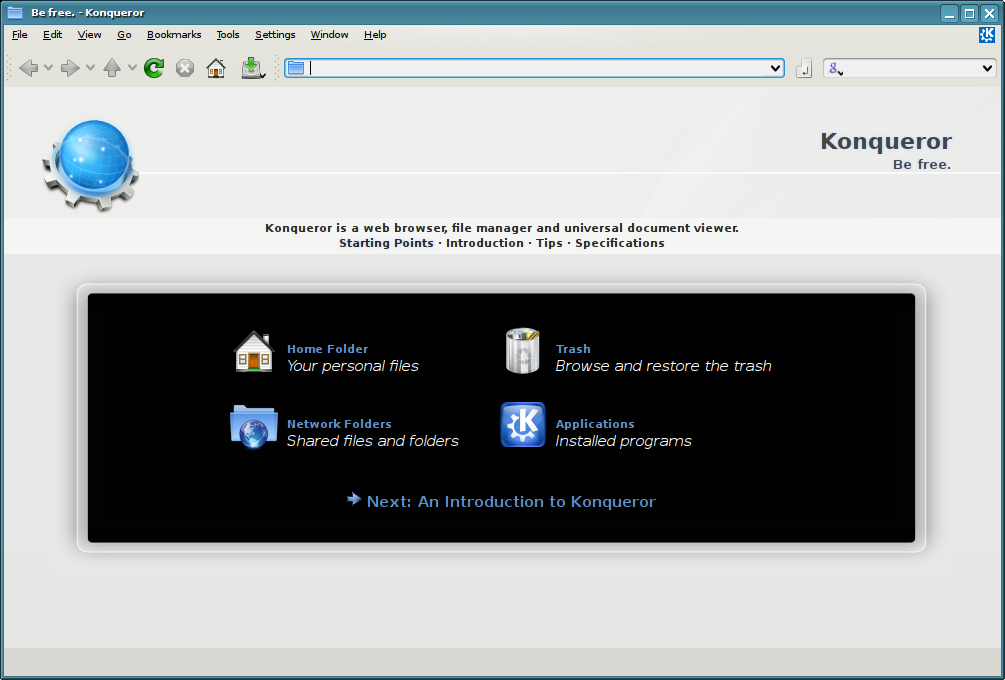 Be free. - Konqueror
File Edit View Go Bookmarks Tools Settings Window Help
Konqueror
Be free.
Konqueror is a web browser, file manager and universal document viewer.
Starting Points · Introduction · Tips · Specifications
Home Folder
Your personal files
Trash
Browse and restore the trash
Network Folders
Shared files and folders
Applications
Installed programs
Next: An Introduction to Konqueror